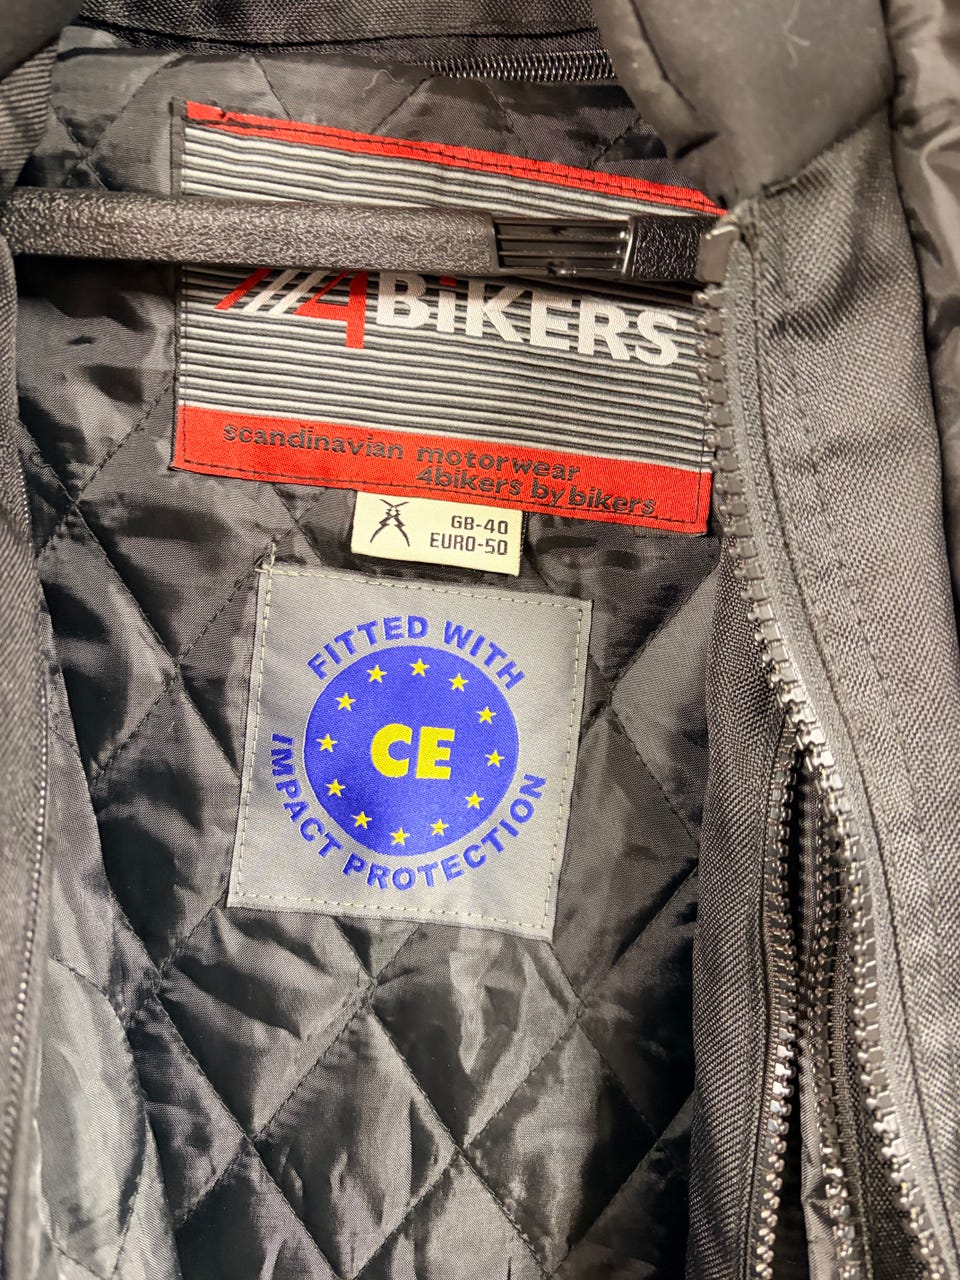 4BiKERS
scandinavian motorwear
4bikers by bikers
GB-40
EURO-50
FITTED WITH
CE
IMPACT PROTECTION